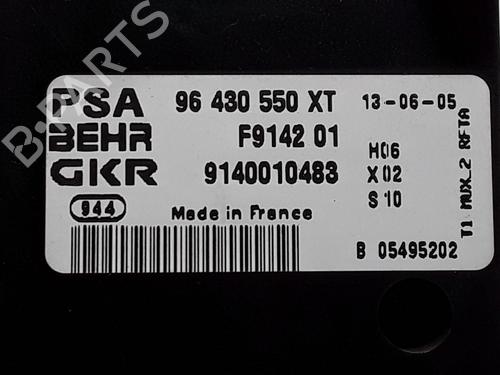 B-PARTS
PSA 96 430 550 XT 13-06-05
BEHR F9142 01 H06
GKR 9140010483 X02
944 Made in France S10
B 05495202
T1 MUX_2 RFTA